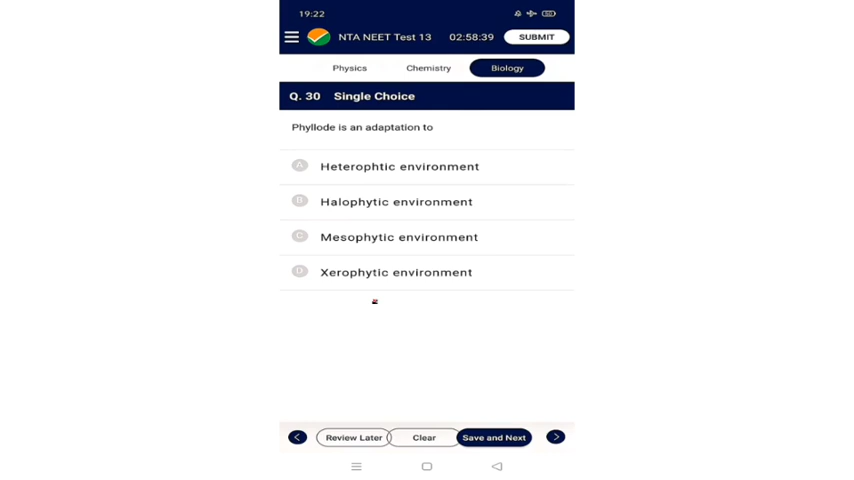 19:22
NTA NEET Test 13 02:58:39 SUBMIT
Physics Chemistry Biology
Q. 30 Single Choice
Phyllode is an adaptation to
A Heterophtic environment
B Halophytic environment
C Mesophytic environment
D Xerophytic environment
Review Later Clear Save and Next